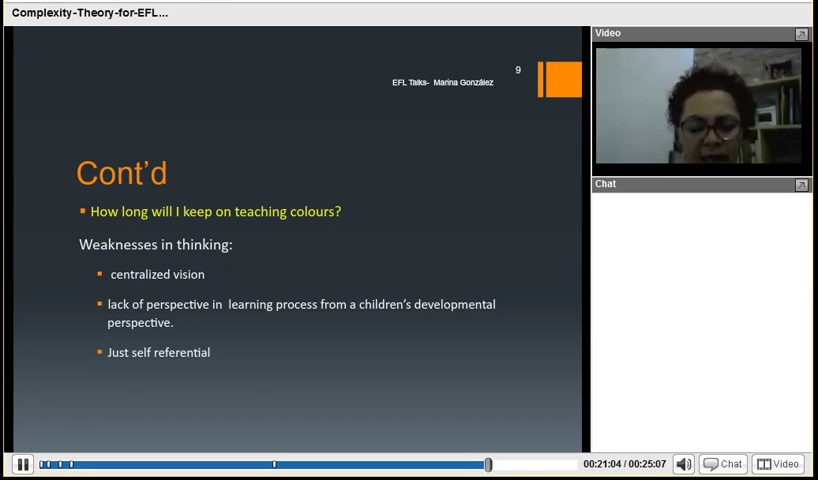 Complexity-Theory-for-EFL...
9
EFL Talks- Marina González
Cont'd
How long will I keep on teaching colours?
Weaknesses in thinking:
centralized vision
lack of perspective in learning process from a children's developmental
perspective.
Just self referential
Video
Chat
00:21:04 / 00:25:07
Chat
Video